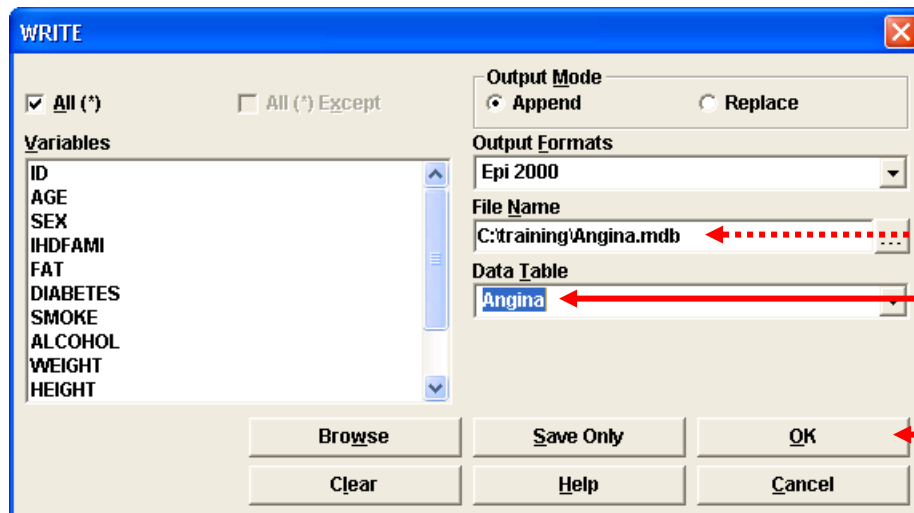 WRITE
All (*)
All (*) Except
Variables
ID
AGE
SEX
IHDFAMI
FAT
DIABETES
SMOKE
ALCOHOL
WEIGHT
HEIGHT
Output Mode
Append
Replace
Output Formats
Epi 2000
File Name
C:\training\Angina.mdb
...
Data Table
Angina
Browse
Save Only
OK
Clear
Help
Cancel